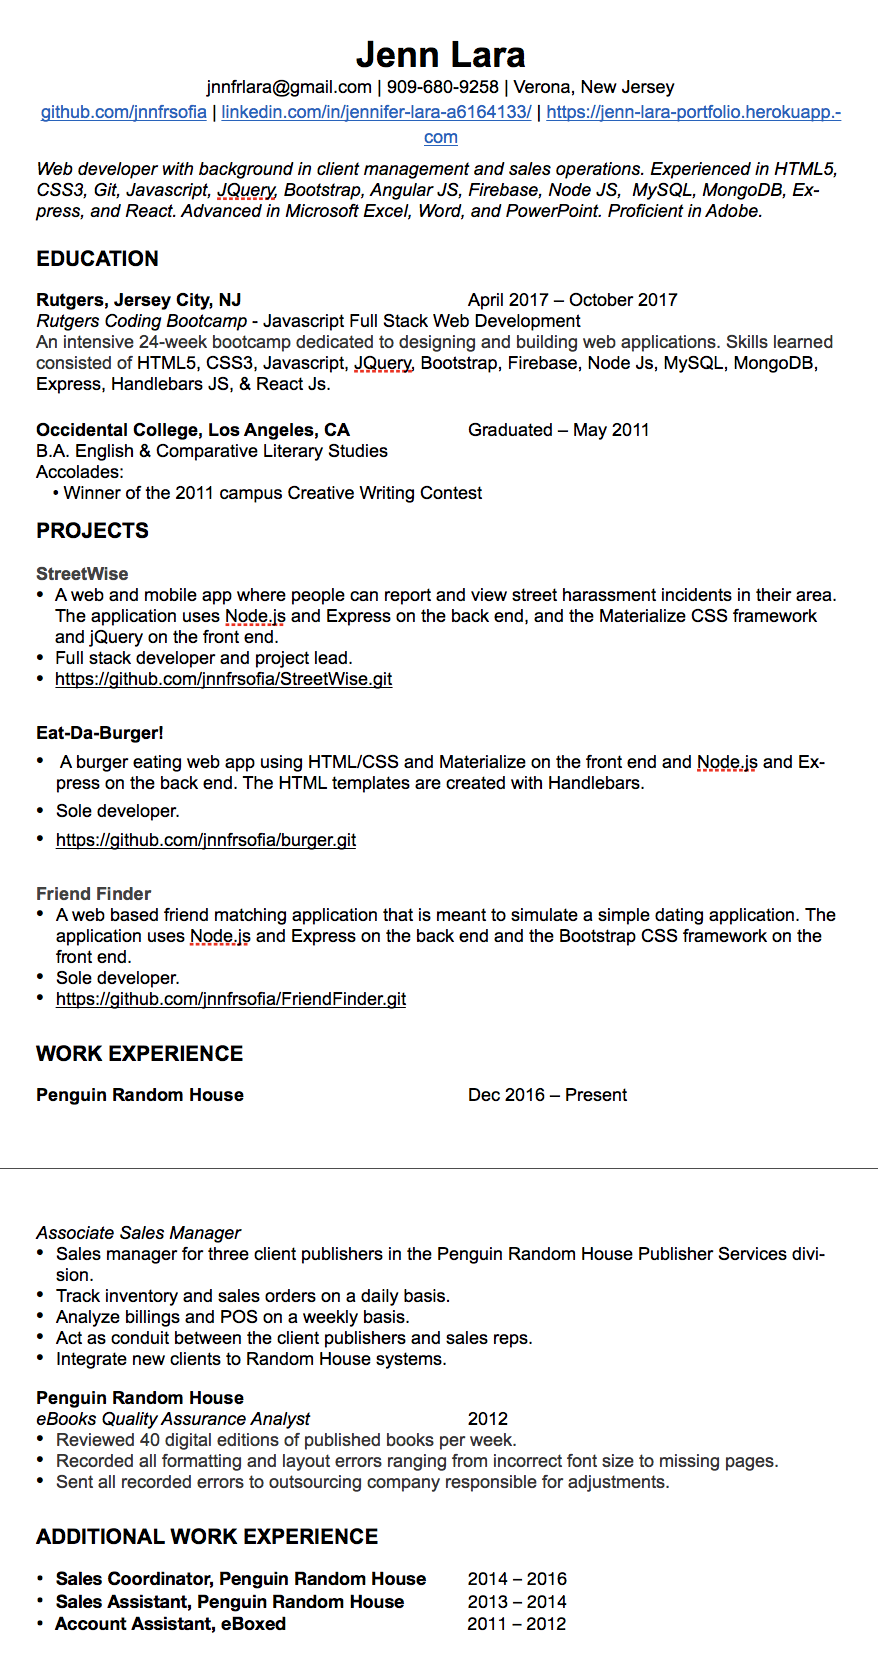 Jenn Lara
jnnfrlara@gmail.com | 909-680-9258 | Verona, New Jersey
github.com/jnnfrsofia | linkedin.com/in/jennifer-lara-a6164133/ | https://jenn-lara-portfolio.herokuapp.-
com
Web developer with background in client management and sales operations. Experienced in HTML5,
CSS3, Git, Javascript, JQuery, Bootstrap, Angular JS, Firebase, Node JS,  MySQL, MongoDB, Ex-
press, and React. Advanced in Microsoft Excel, Word, and PowerPoint. Proficient in Adobe.
EDUCATION
Rutgers, Jersey City, NJ April 2017 – October 2017
Rutgers Coding Bootcamp - Javascript Full Stack Web Development
An intensive 24-week bootcamp dedicated to designing and building web applications. Skills learned
consisted of HTML5, CSS3, Javascript, JQuery, Bootstrap, Firebase, Node Js, MySQL, MongoDB,
Express, Handlebars JS, & React Js.
Occidental College, Los Angeles, CA Graduated – May 2011
B.A. English & Comparative Literary Studies
Accolades:
• Winner of the 2011 campus Creative Writing Contest
PROJECTS
StreetWise
• A web and mobile app where people can report and view street harassment incidents in their area.
The application uses Node.js and Express on the back end, and the Materialize CSS framework
and jQuery on the front end.
• Full stack developer and project lead.
• https://github.com/jnnfrsofia/StreetWise.git
Eat-Da-Burger!
• A burger eating web app using HTML/CSS and Materialize on the front end and Node.js and Ex-
press on the back end. The HTML templates are created with Handlebars.
• Sole developer.
• https://github.com/jnnfrsofia/burger.git
Friend Finder
• A web based friend matching application that is meant to simulate a simple dating application. The
application uses Node.js and Express on the back end and the Bootstrap CSS framework on the
front end.
• Sole developer.
• https://github.com/jnnfrsofia/FriendFinder.git
WORK EXPERIENCE
Penguin Random House Dec 2016 – Present
Associate Sales Manager
• Sales manager for three client publishers in the Penguin Random House Publisher Services divi-
sion.
• Track inventory and sales orders on a daily basis.
• Analyze billings and POS on a weekly basis.
• Act as conduit between the client publishers and sales reps.
• Integrate new clients to Random House systems.
Penguin Random House
eBooks Quality Assurance Analyst 2012
• Reviewed 40 digital editions of published books per week.
• Recorded all formatting and layout errors ranging from incorrect font size to missing pages.
• Sent all recorded errors to outsourcing company responsible for adjustments.
ADDITIONAL WORK EXPERIENCE
• Sales Coordinator, Penguin Random House 2014 – 2016
• Sales Assistant, Penguin Random House 2013 – 2014
• Account Assistant, eBoxed 2011 – 2012